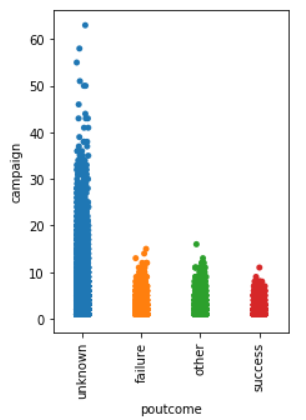 60
50
40
30
20
10
0
campaign
unknown
failure
other
success
poutcome